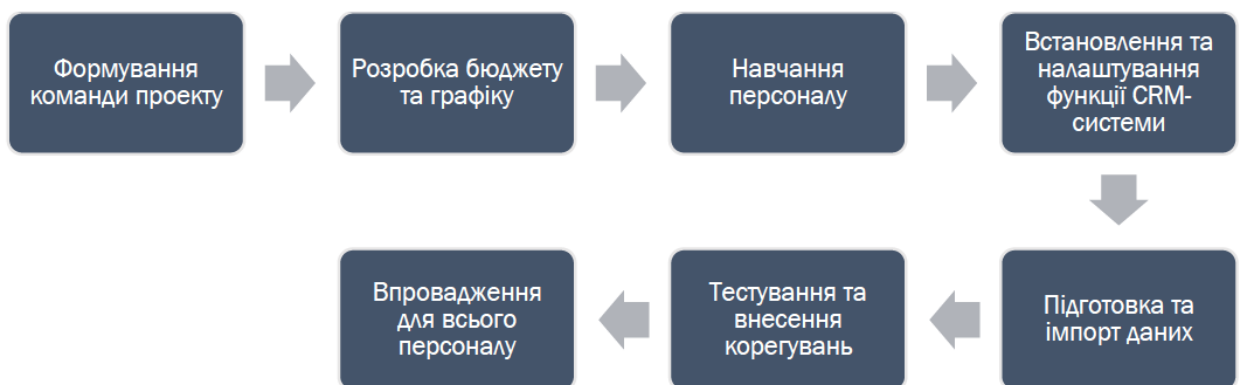 Формування
команди проекту
Розробка бюджету
та графіку
Навчання
персоналу
Встановлення та
налаштування
функції CRM-
системи
Підготовка та
імпорт даних
Тестування та
внесення
корегувань
Впровадження
для всього
персоналу